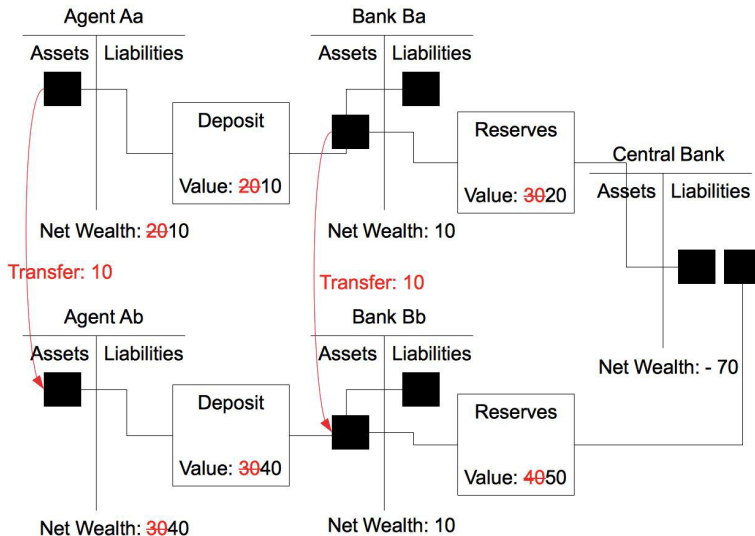 Agent Aa
Assets Liabilities
Deposit
Value: 2010
Net Wealth: 2010
Bank Ba
Assets Liabilities
Reserves
Value: 3020
Net Wealth: 10
Central Bank
Assets Liabilities
Net Wealth: - 70
Transfer: 10
Transfer: 10
Agent Ab
Assets Liabilities
Deposit
Value: 3040
Net Wealth: 3040
Bank Bb
Assets Liabilities
Reserves
Value: 4050
Net Wealth: 10